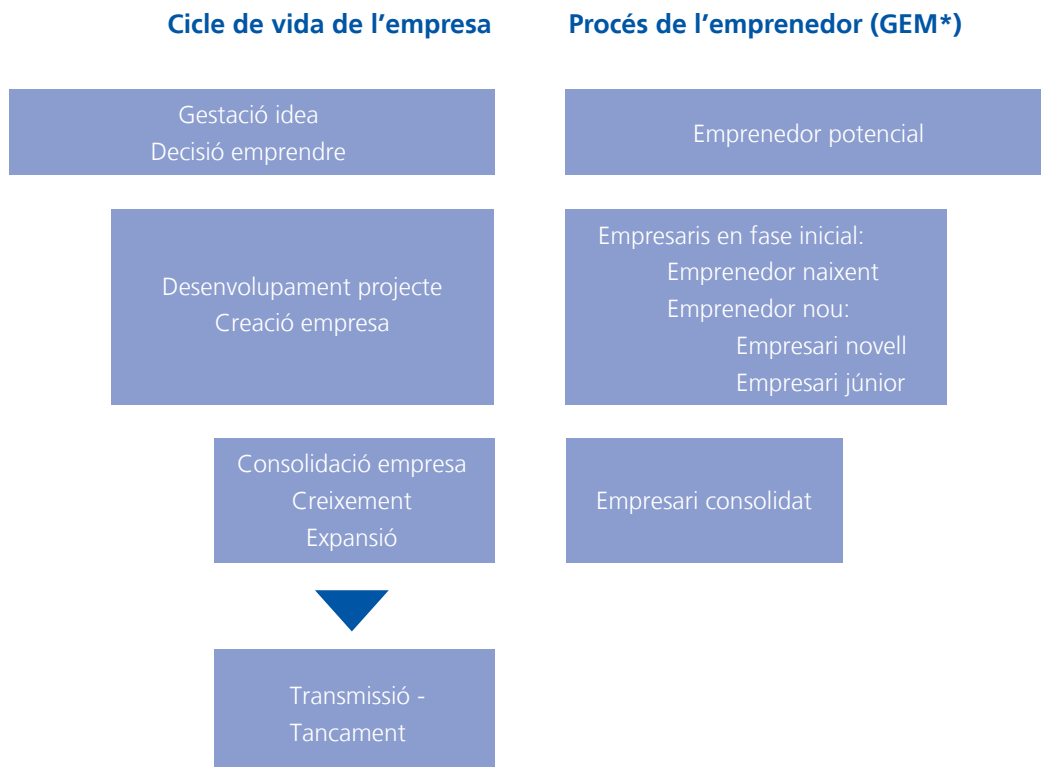 Cicle de vida de l’empresa
Procés de l’emprenedor (GEM*)
Gestació idea
Decisió emprendre
Emprenedor potencial
Desenvolupament projecte
Creació empresa
Empresaris en fase inicial:
Emprenedor naixent
Emprenedor nou:
Empresari novell
Empresari júnior
Consolidació empresa
Creixement
Expansió
Empresari consolidat
Transmissió -
Tancament